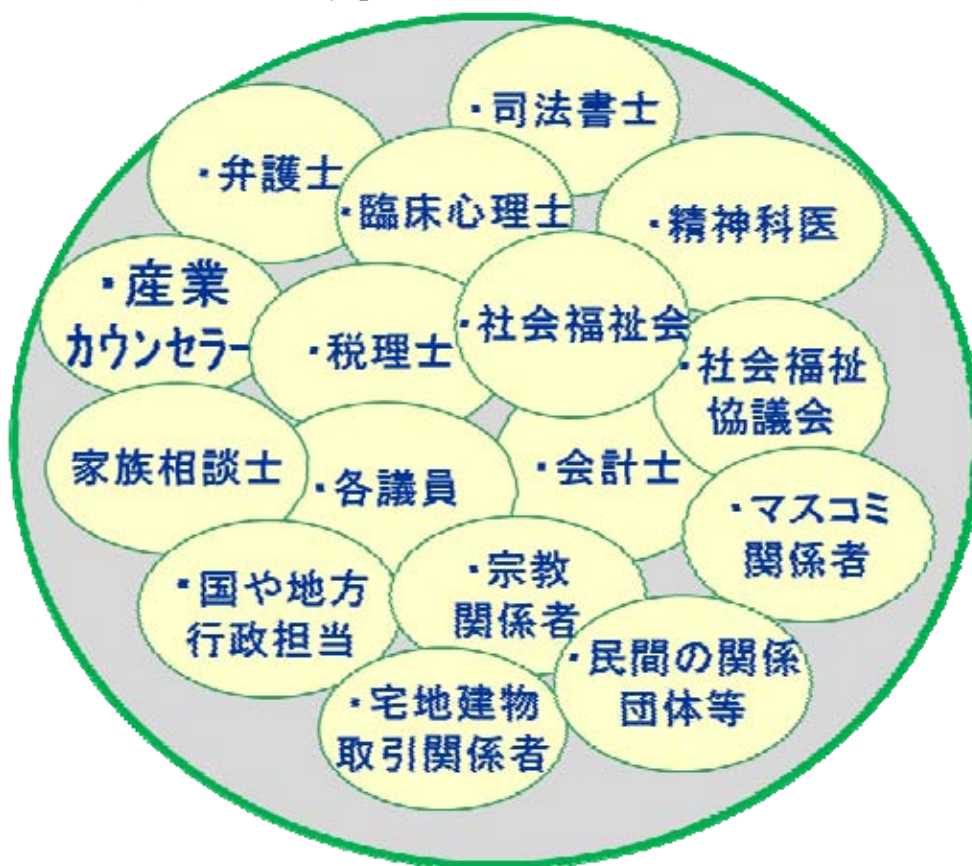 ・司法書士
・弁護士
・臨床心理士
・精神科医
・産業
カウンセラー
・税理士
・社会福祉会
・社会福祉
協議会
家族相談士
・各議員
・会計士
・マスコミ
関係者
・国や地方
行政担当
・宗教
関係者
・民間の関係
団体等
・宅地建物
取引関係者